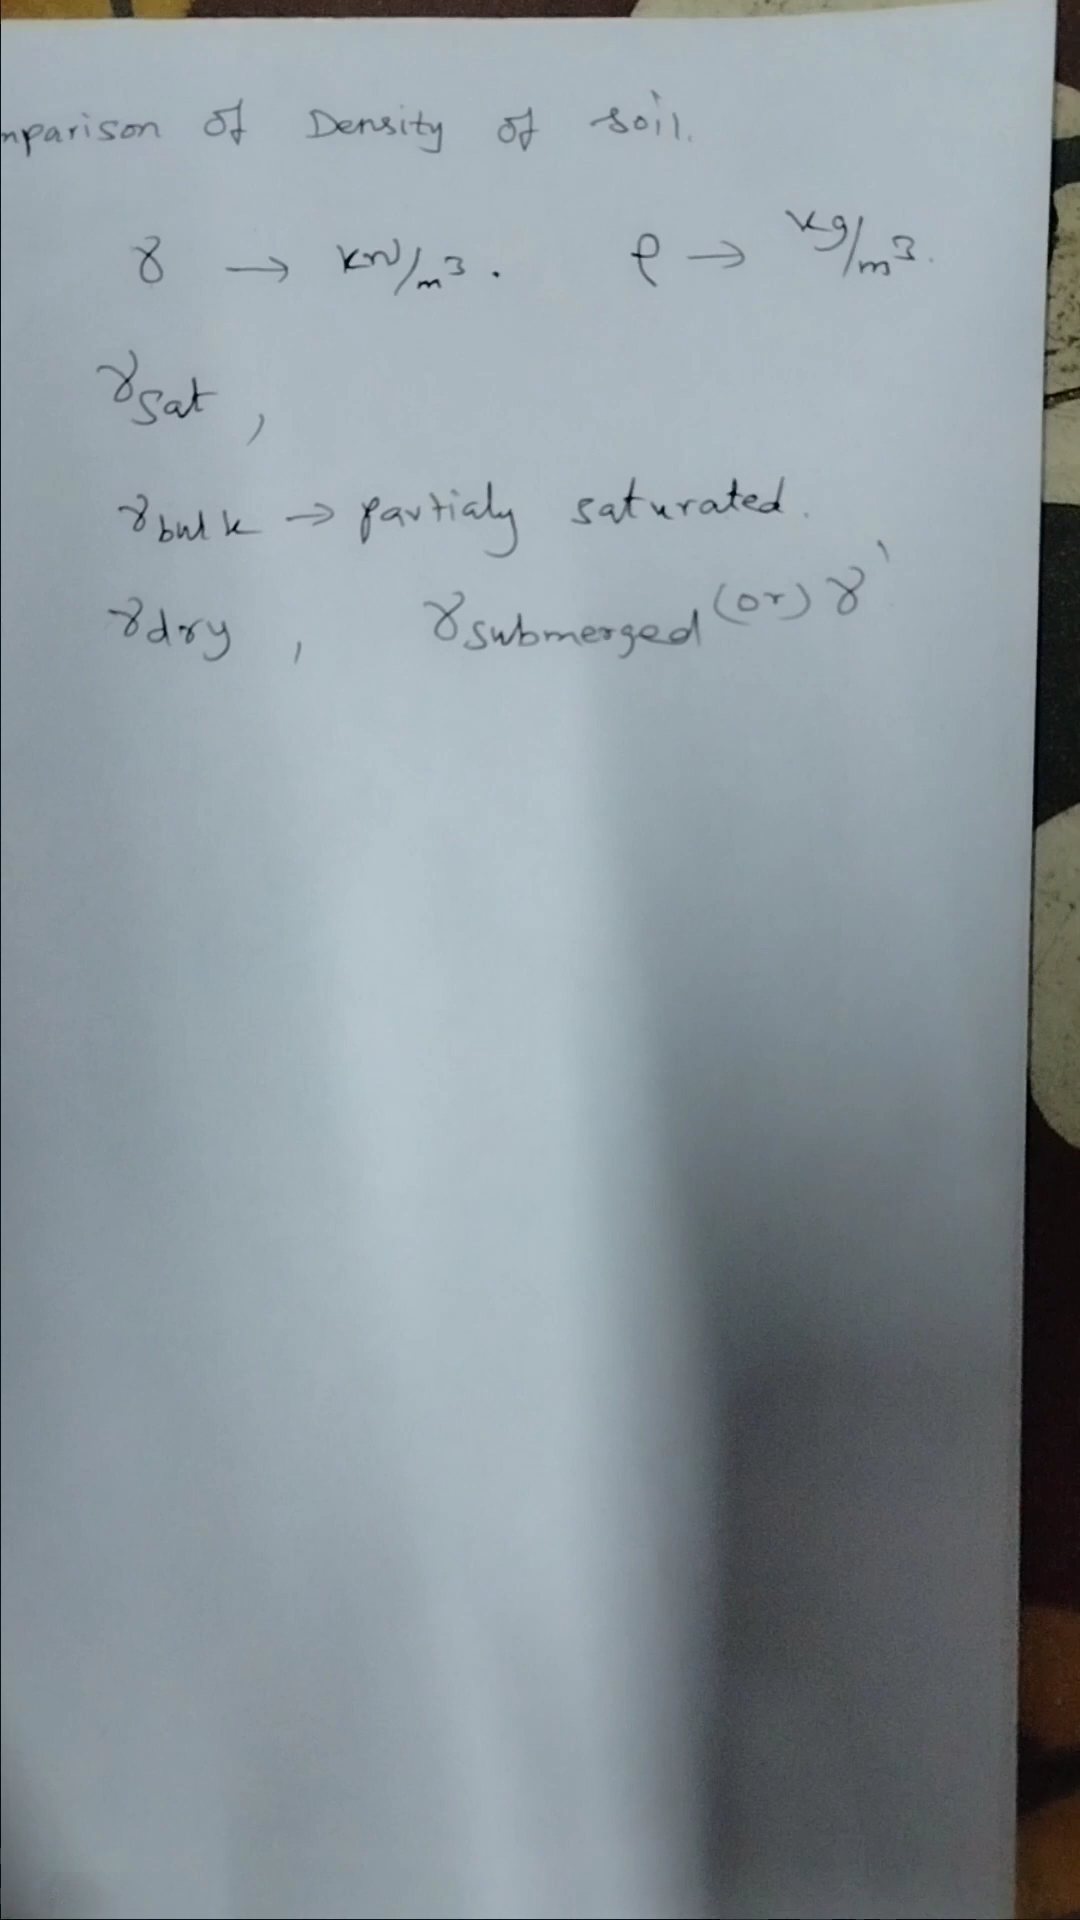 mparison of Density of soil.
γ → kN/m³. ρ → kg/m³.
γsat,
γbulk → partialy saturated.
γdry, γsubmerged (or) γ'